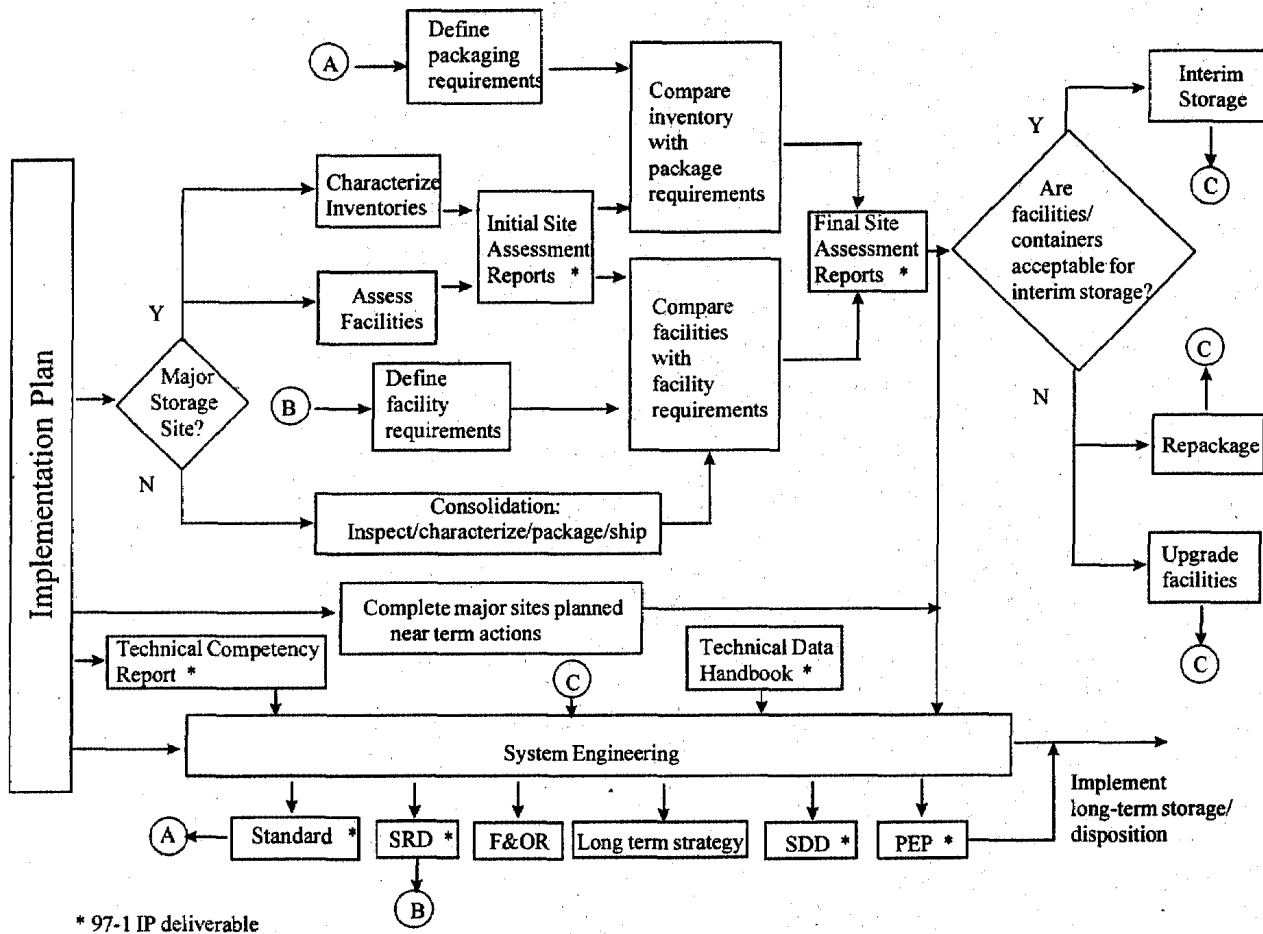 Define
packaging
requirements
A
Compare
inventory
with
package
requirements
Interim
Storage
Y
C
Characterize
Inventories
Initial Site
Assessment
Reports *
Final Site
Assessment
Reports *
Are
facilities/
containers
acceptable for
interim storage?
Assess
Facilities
Y
Compare
facilities
with
facility
requirements
Implementation Plan
Major
Storage
Site?
B
Define
facility
requirements
C
N
Repackage
N
Consolidation:
Inspect/characterize/package/ship
Upgrade
facilities
C
Complete major sites planned
near term actions
Technical Competency
Report *
C
Technical Data
Handbook *
System Engineering
Implement
long-term storage/
disposition
A
Standard *
SRD *
F&OR
Long term strategy
SDD *
PEP *
B
* 97-1 IP deliverable